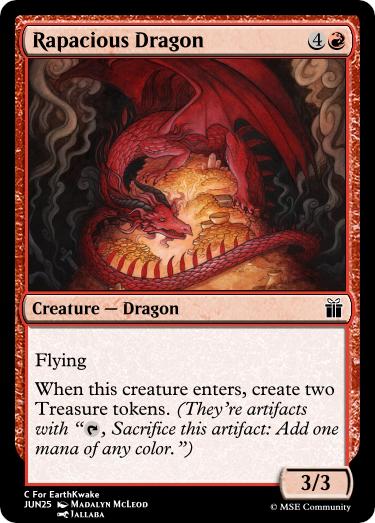 Rapacious Dragon 4
Creature — Dragon
Flying
When this creature enters, create two
Treasure tokens. (They're artifacts
with “, Sacrifice this artifact: Add one
mana of any color.”)
3/3
C For EarthKwake
JUN25 Madalyn McLeod
Jallaba
© MSE Community